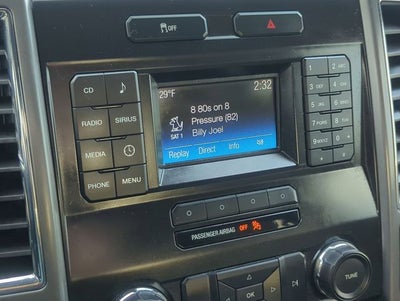 OFF
29°F 2:32
8 80s on 8
Pressure (82)
SAT 1 Billy Joel
Replay Direct Info
CD
RADIO SIRIUS
MEDIA
PHONE MENU
1 2
3 4
5 6
7 8
9 0
PASSENGER AIRBAG OFF
OK
TUNE